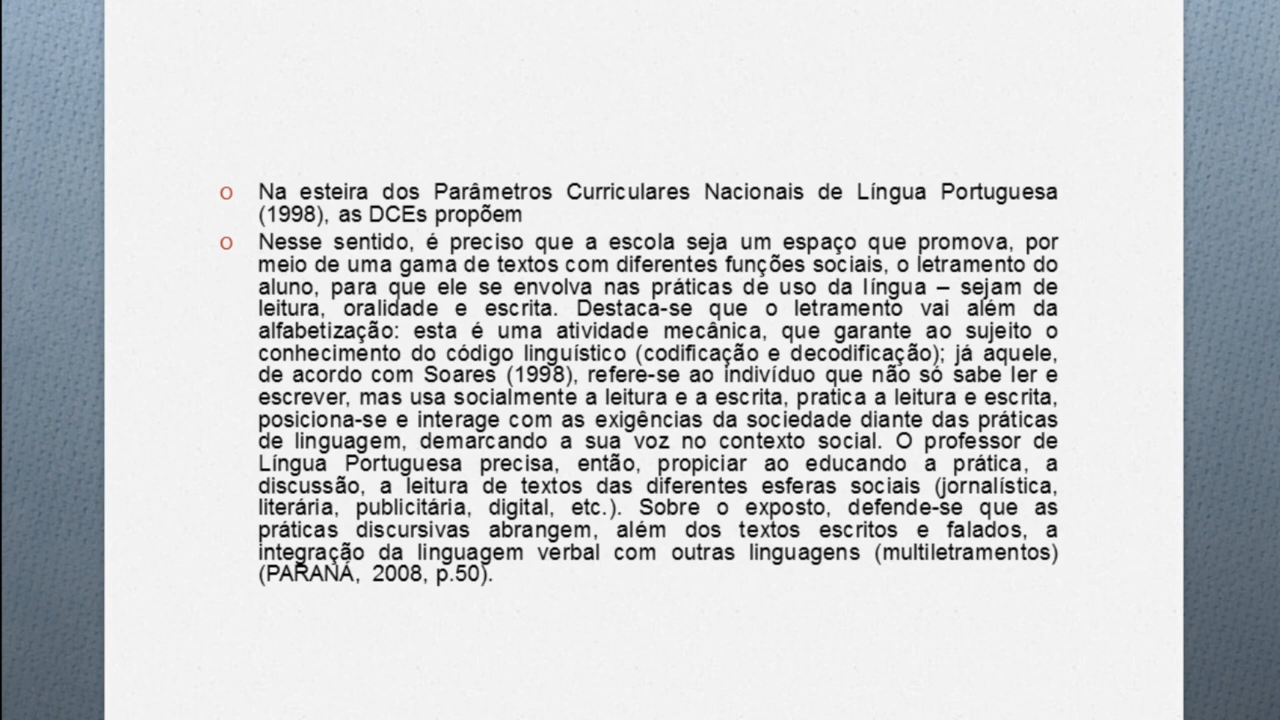 Na esteira dos Parâmetros Curriculares Nacionais de Língua Portuguesa
(1998), as DCEs propõem
Nesse sentido, é preciso que a escola seja um espaço que promova, por
meio de uma gama de textos com diferentes funções sociais, o letramento do
aluno, para que ele se envolva nas práticas de uso da língua – sejam de
leitura, oralidade e escrita. Destaca-se que o letramento vai além da
alfabetização: esta é uma atividade mecânica, que garante ao sujeito o
conhecimento do código linguístico (codificação e decodificação); já aquele,
de acordo com Soares (1998), refere-se ao indivíduo que não só sabe ler e
escrever, mas usa socialmente a leitura e a escrita, pratica a leitura e escrita,
posiciona-se e interage com as exigências da sociedade diante das práticas
de linguagem, demarcando a sua voz no contexto social. O professor de
Língua Portuguesa precisa, então, propiciar ao educando a prática, a
discussão, a leitura de textos das diferentes esferas sociais (jornalística,
literária, publicitária, digital, etc.). Sobre o exposto, defende-se que as
práticas discursivas abrangem, além dos textos escritos e falados, a
integração da linguagem verbal com outras linguagens (multiletramentos)
(PARANÁ, 2008, p.50).